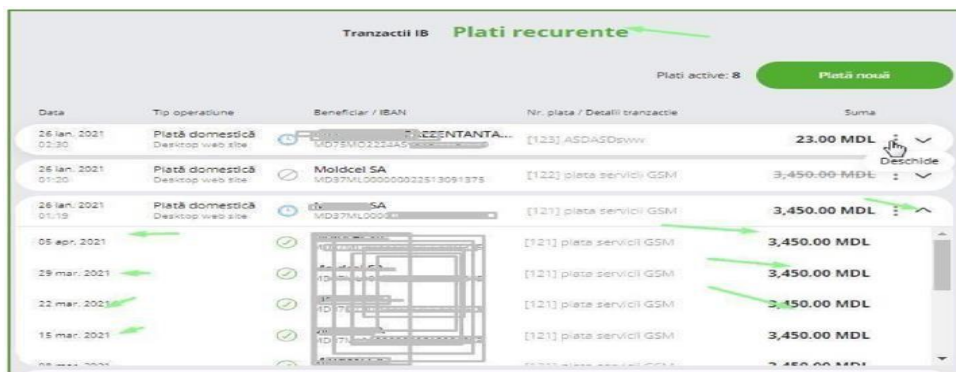 Tranzactii IB Plati recurente
Plati active: 8 Plată nouă
Data Tip operatiune Beneficiar / IBAN Nr. plata / Detalii tranzactie Suma
26 ian. 2021 Plată domestică [123] ASDASDsww 23.00 MDL
02:30 Desktop web site
Deschide
26 ian. 2021 Plată domestică Moldcel SA [122] plata servicii GSM 3,450.00 MDL
01:20 Desktop web site MD37ML000000022513091375
26 ian. 2021 Plată domestică SA [121] plata servicii GSM 3,450.00 MDL
01:19 Desktop web site MD37ML000
05 apr. 2021 [121] plata servicii GSM 3,450.00 MDL
29 mar. 2021 [121] plata servicii GSM 3,450.00 MDL
22 mar. 2021 [121] plata servicii GSM 3,450.00 MDL
15 mar. 2021 [121] plata servicii GSM 3,450.00 MDL